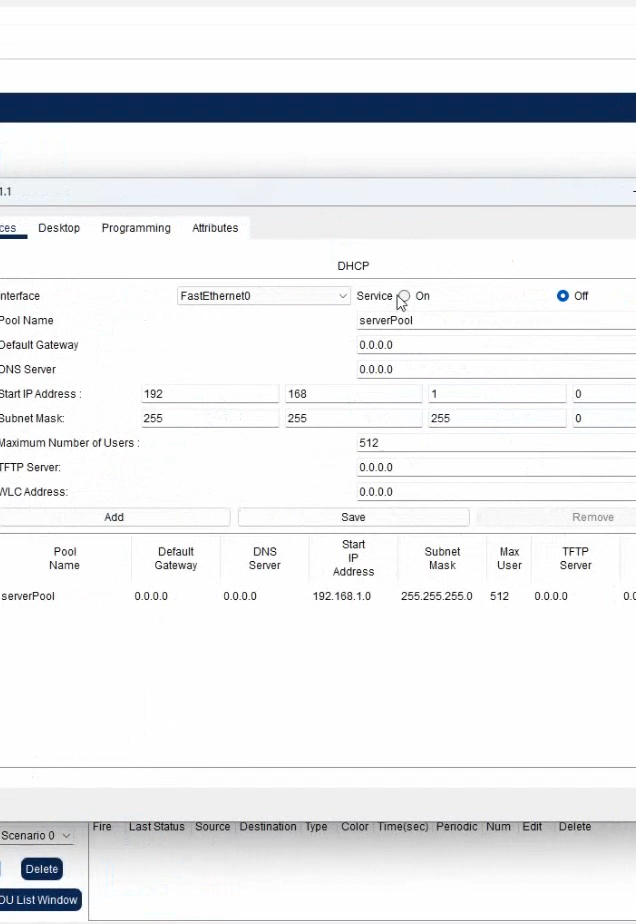 1.1
ces Desktop Programming Attributes
DHCP
nterface FastEthernet0 Service On Off
Pool Name serverPool
Default Gateway 0.0.0.0
DNS Server 0.0.0.0
Start IP Address : 192 168 1 0
Subnet Mask: 255 255 255 0
Maximum Number of Users : 512
TFTP Server: 0.0.0.0
WLC Address: 0.0.0.0
Add Save Remove
Pool Name Default Gateway DNS Server Start IP Address Subnet Mask Max User TFTP Server
serverPool 0.0.0.0 0.0.0.0 192.168.1.0 255.255.255.0 512 0.0.0.0 0.0
Scenario 0 Fire Last Status Source Destination Type Color Time(sec) Periodic Num Edit Delete
Delete
DU List Window